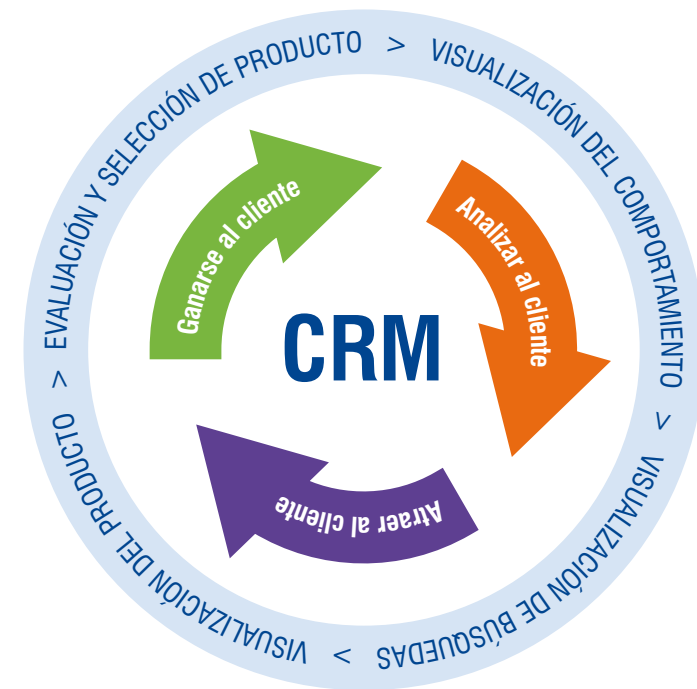 EVALUACIÓN Y SELECCIÓN DE PRODUCTO > VISUALIZACIÓN DEL COMPORTAMIENTO > VISUALIZACIÓN DE BÚSQUEDAS > VISUALIZACIÓN DEL PRODUCTO >
Ganarse al cliente
Analizar al cliente
CRM
Atraer al cliente